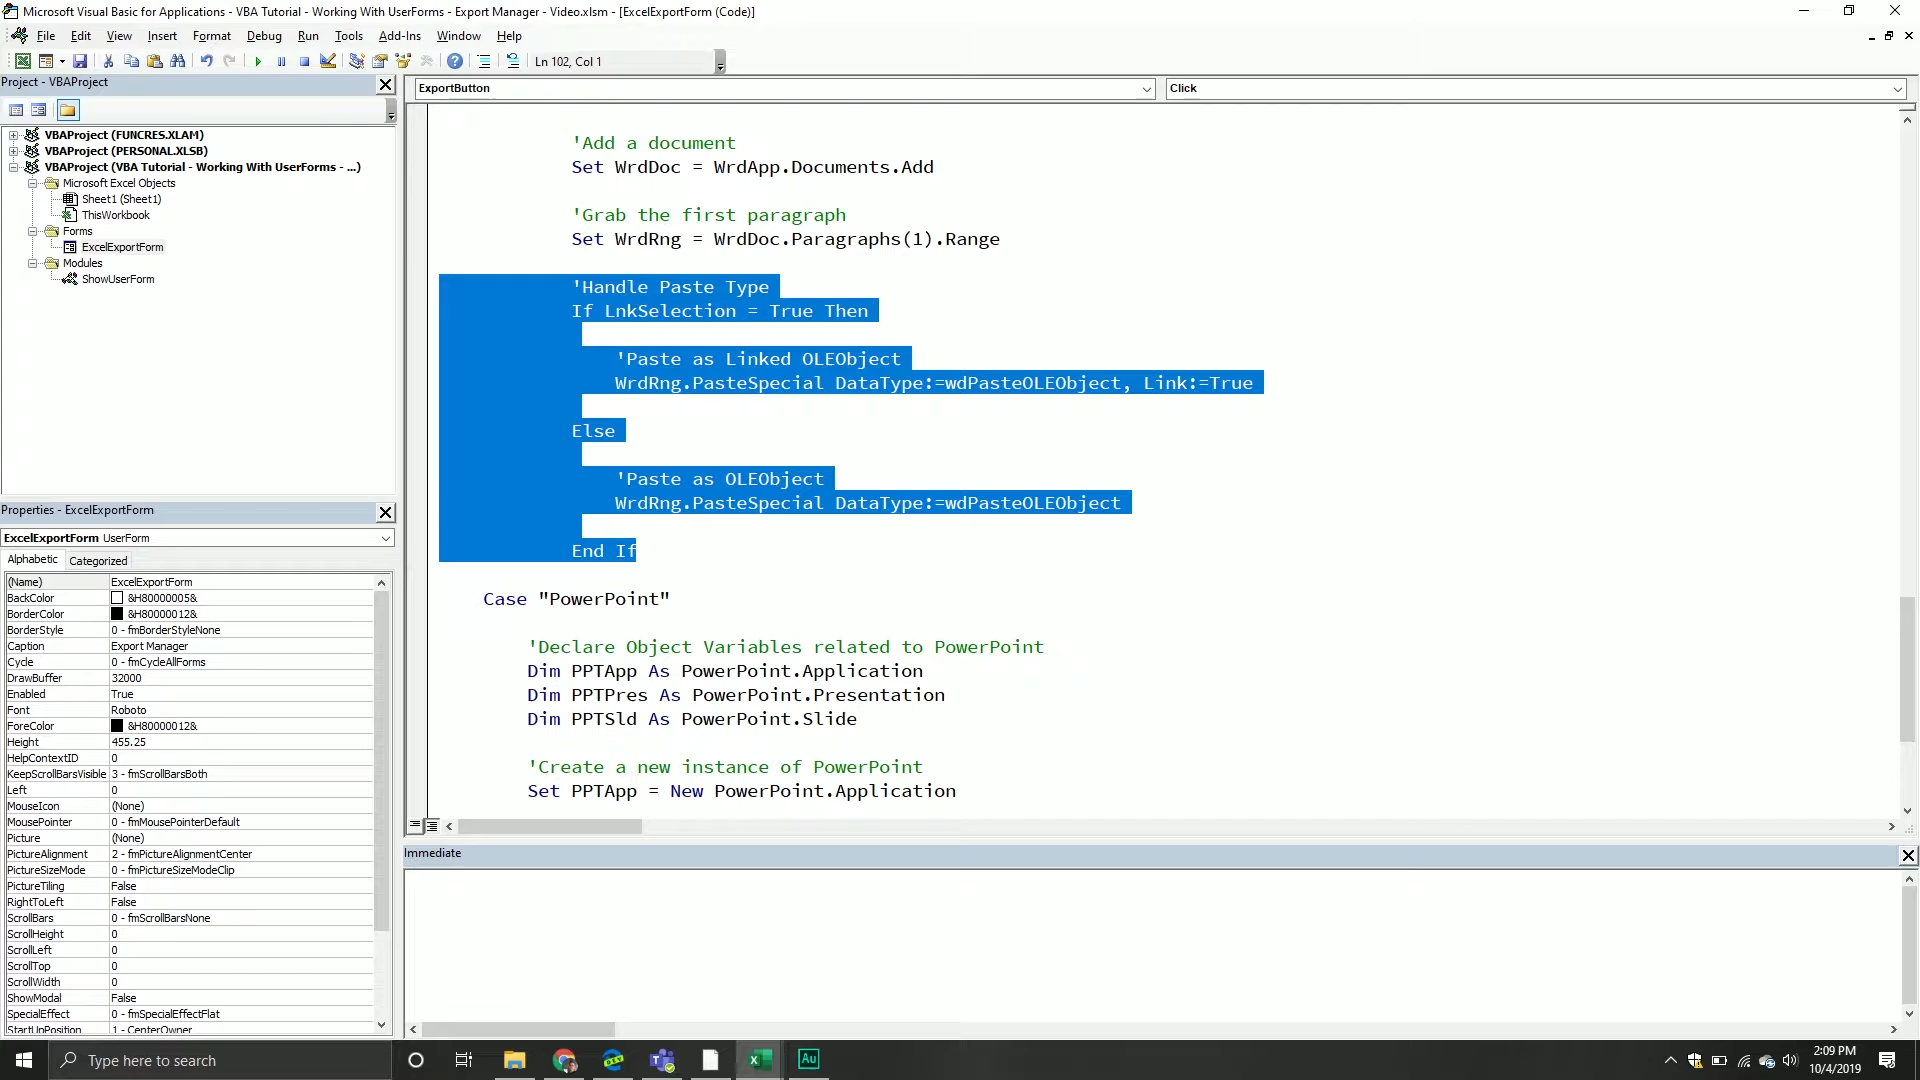 Microsoft Visual Basic for Applications - VBA Tutorial - Working With UserForms - Export Manager - Video.xlsm - [ExcelExportForm (Code)]
File Edit View Insert Format Debug Run Tools Add-Ins Window Help
Ln 102, Col 1
Project - VBAProject
VBAProject (FUNCRES.XLAM)
VBAProject (PERSONAL.XLSB)
VBAProject (VBA Tutorial - Working With UserForms - ...)
Microsoft Excel Objects
Sheet1 (Sheet1)
ThisWorkbook
Forms
ExcelExportForm
Modules
ShowUserForm
Properties - ExcelExportForm
ExcelExportForm UserForm
Alphabetic Categorized
(Name) ExcelExportForm
BackColor &H80000005&
BorderColor &H80000012&
BorderStyle 0 - fmBorderStyleNone
Caption Export Manager
Cycle 0 - fmCycleAllForms
DrawBuffer 32000
Enabled True
Font Roboto
ForeColor &H80000012&
Height 455.25
HelpContextID 0
KeepScrollBarsVisible 3 - fmScrollBarsBoth
Left 0
MouseIcon (None)
MousePointer 0 - fmMousePointerDefault
Picture (None)
PictureAlignment 2 - fmPictureAlignmentCenter
PictureSizeMode 0 - fmPictureSizeModeClip
PictureTiling False
RightToLeft False
ScrollBars 0 - fmScrollBarsNone
ScrollHeight 0
ScrollLeft 0
ScrollTop 0
ScrollWidth 0
ShowModal False
SpecialEffect 0 - fmSpecialEffectFlat
StartUpPosition 1 - CenterOwner
ExportButton Click
'Add a document
Set WrdDoc = WrdApp.Documents.Add
'Grab the first paragraph
Set WrdRng = WrdDoc.Paragraphs(1).Range
'Handle Paste Type
If LnkSelection = True Then
'Paste as Linked OLEObject
WrdRng.PasteSpecial DataType:=wdPasteOLEObject, Link:=True
Else
'Paste as OLEObject
WrdRng.PasteSpecial DataType:=wdPasteOLEObject
End If
Case "PowerPoint"
'Declare Object Variables related to PowerPoint
Dim PPTApp As PowerPoint.Application
Dim PPTPres As PowerPoint.Presentation
Dim PPTSld As PowerPoint.Slide
'Create a new instance of PowerPoint
Set PPTApp = New PowerPoint.Application
Immediate
Type here to search
DEV
Au
2:09 PM
10/4/2019